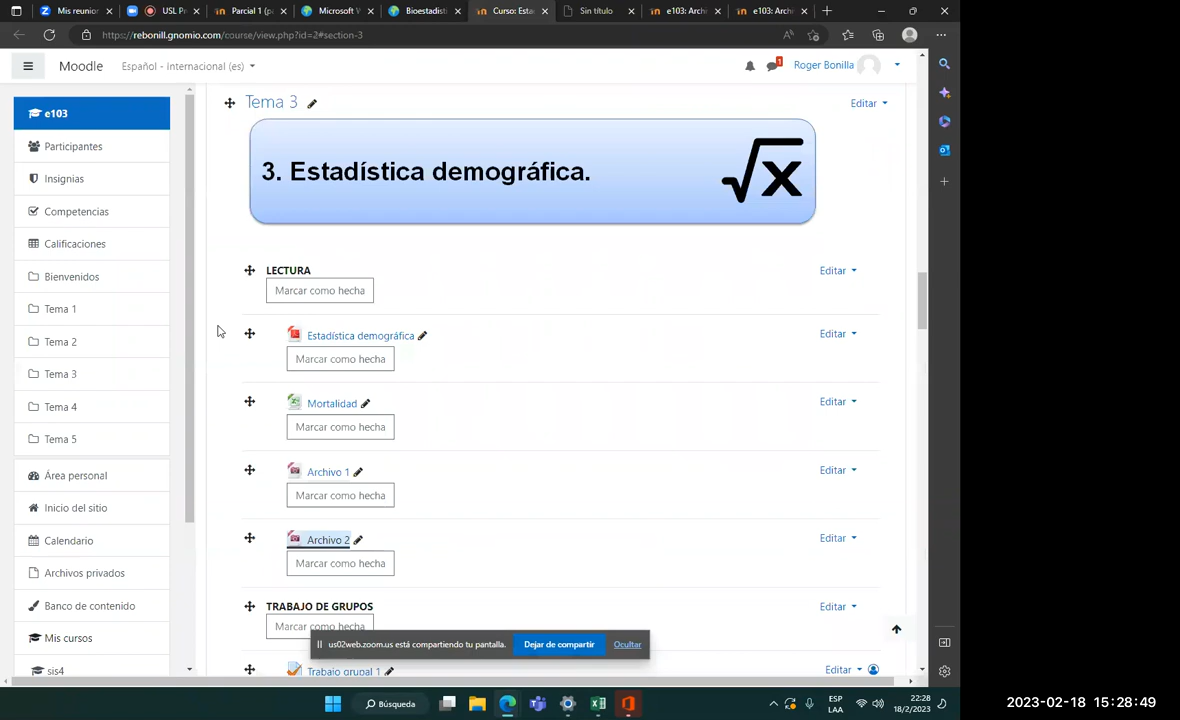 Mis reunion
USL Pr
Parcial 1 (pa
Microsoft W
Bioestadís
Curso: Esta
Sin título
e103: Archi
e103: Archi
https://rebonill.gnomio.com/course/view.php?id=2#section-3
Moodle
Español - internacional (es)
1
Roger Bonilla
e103
Participantes
Insignias
Competencias
Calificaciones
Bienvenidos
Tema 1
Tema 2
Tema 3
Tema 4
Tema 5
Área personal
Inicio del sitio
Calendario
Archivos privados
Banco de contenido
Mis cursos
sis4
Tema 3
Editar
3. Estadística demográfica.
√x
LECTURA
Editar
Marcar como hecha
Estadística demográfica
Editar
Marcar como hecha
Mortalidad
Editar
Marcar como hecha
Archivo 1
Editar
Marcar como hecha
Archivo 2
Editar
Marcar como hecha
TRABAJO DE GRUPOS
Editar
Marcar como hecha
us02web.zoom.us está compartiendo tu pantalla.
Dejar de compartir
Ocultar
Trabajo grupal 1
Editar
Búsqueda
ESP
LAA
22:28
18/2/2023
2023-02-18 15:28:49